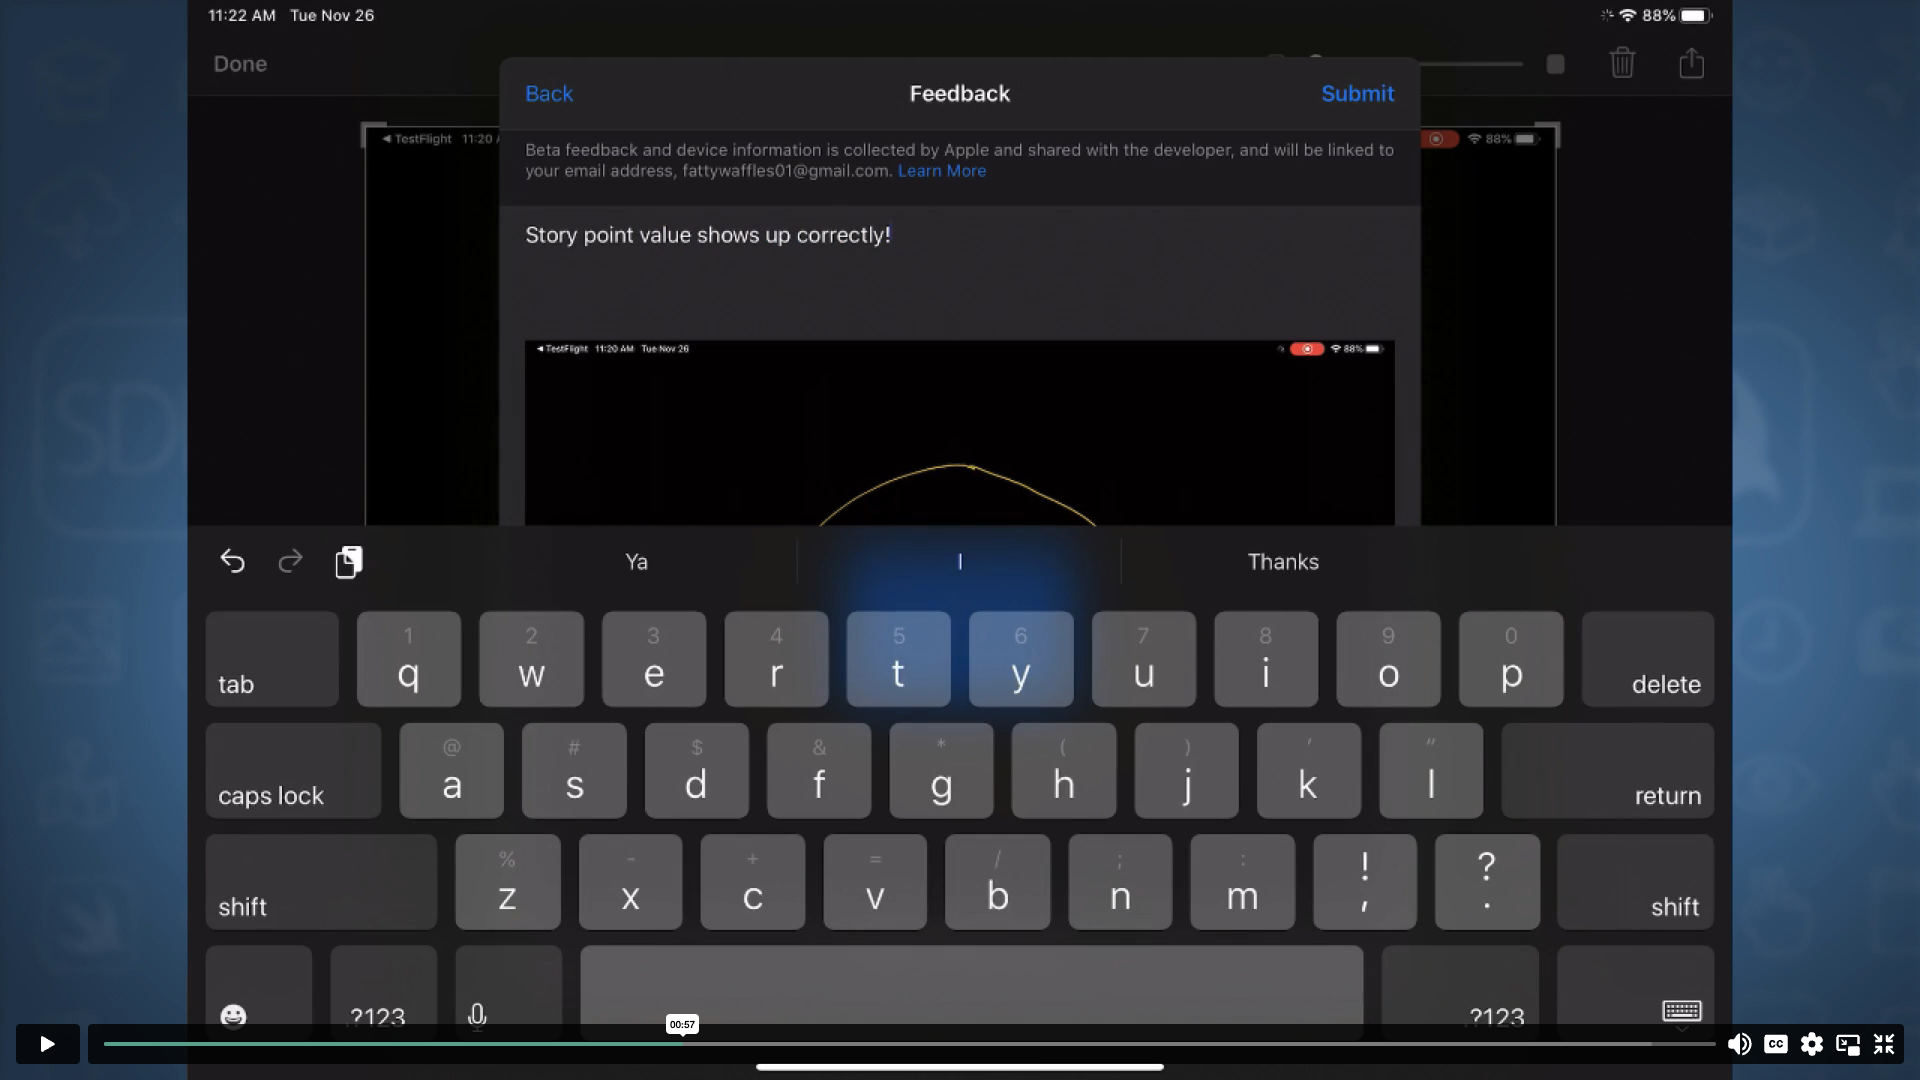 11:22 AM Tue Nov 26
88%
Done
Back
Feedback
Submit
TestFlight 11:20
88%
Beta feedback and device information is collected by Apple and shared with the developer, and will be linked to
your email address, fattywaffles01@gmail.com. Learn More
Story point value shows up correctly!
TestFlight 11:20 AM Tue Nov 26
88%
SD
Ya
I
Thanks
1 2 3 4 5 6 7 8 9 0
tab q w e r t y u i o p delete
@ # $ & * ( ) ' "
caps lock a s d f g h j k l return
% - + = / ; : ! ?
shift z x c v b n m , . shift
.?123
.?123
00:57
CC